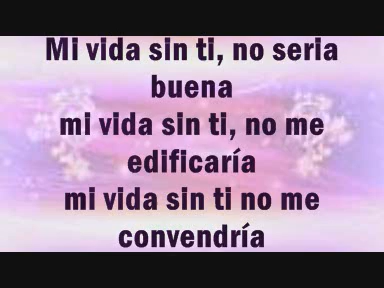 Mi vida sin ti, no seria
buena
mi vida sin ti, no me
edificaría
mi vida sin ti no me
convendría